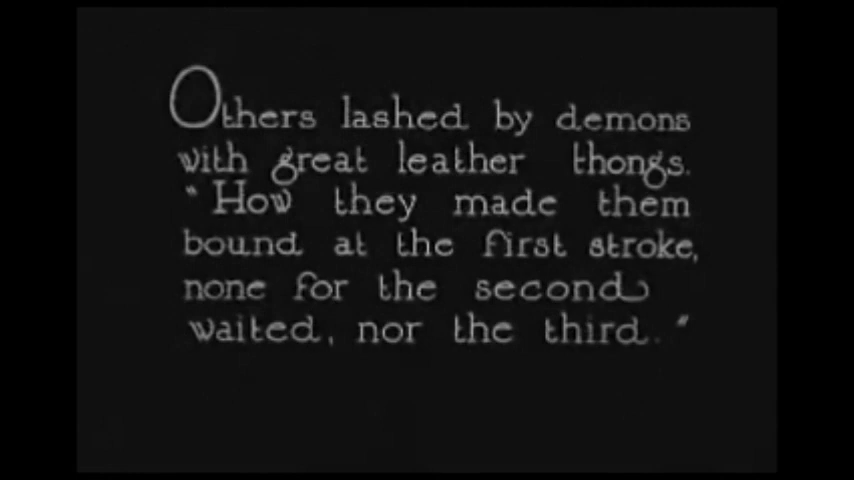 Others lashed by demons
with great leather thongs.
"How they made them
bound at the first stroke,
none for the second
waited, nor the third."